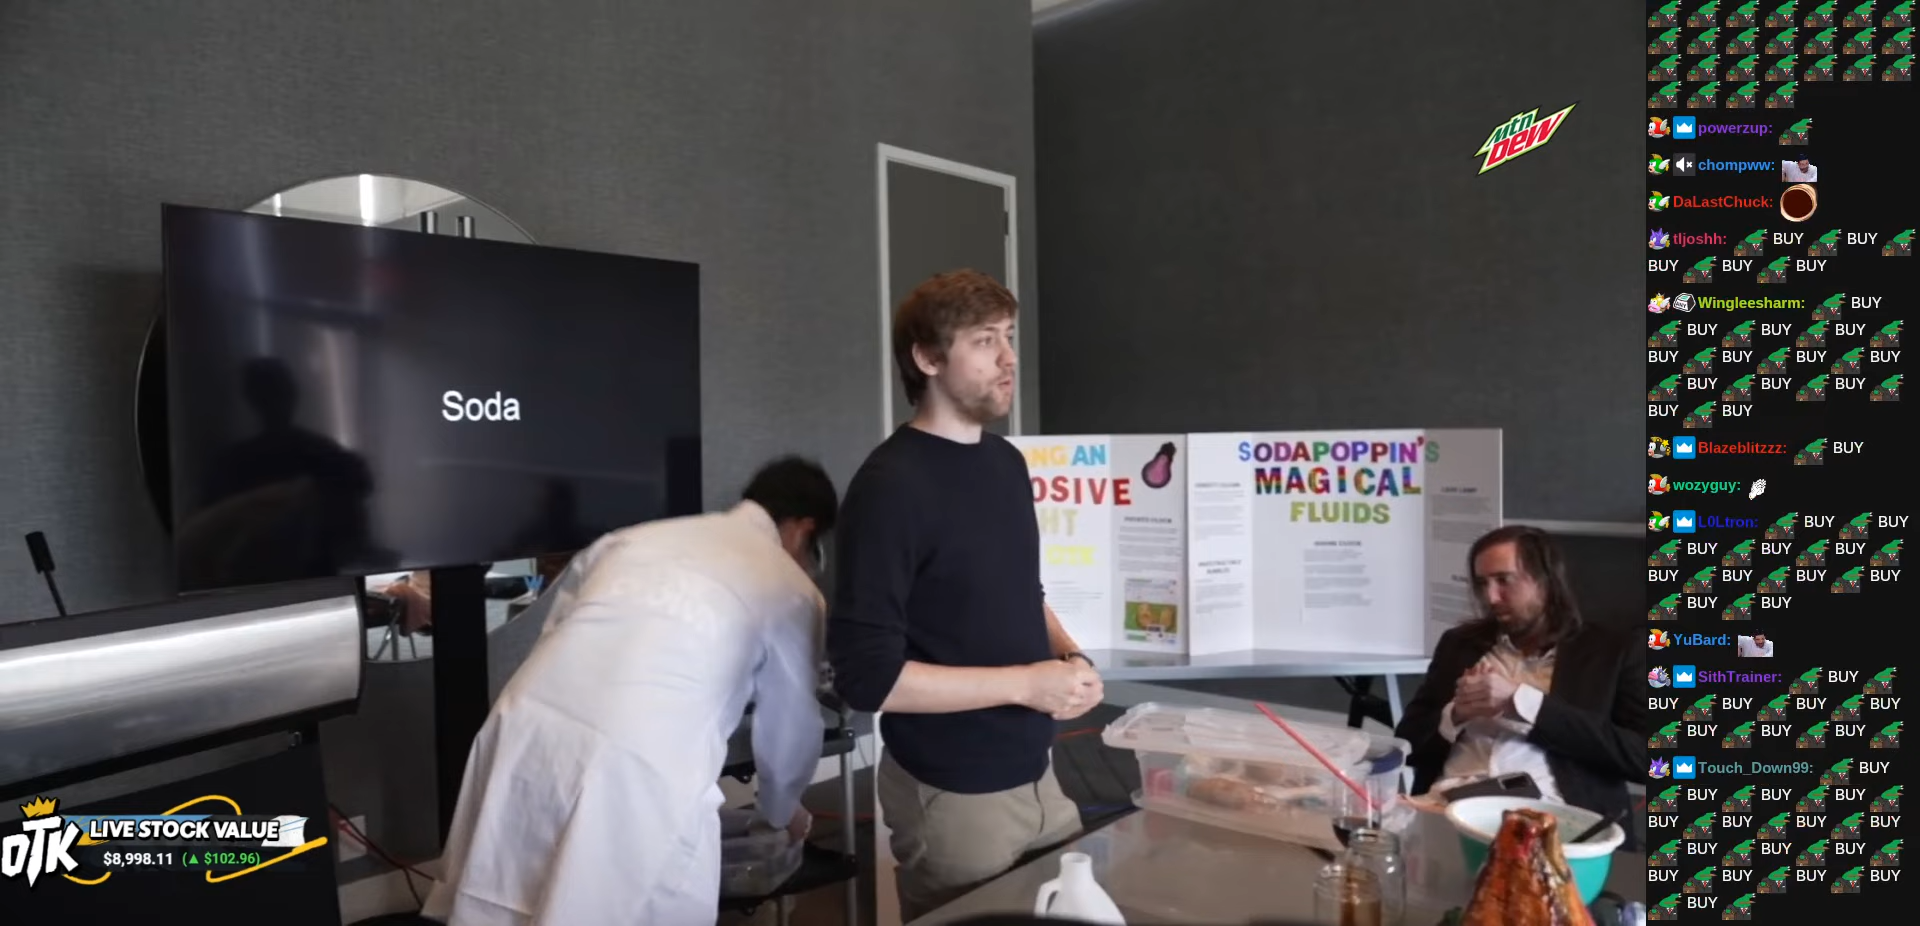 Mtn
DEW
Soda
NG AN
OSIVE
HT
SODAPOPPIN'S
MAGICAL
FLUIDS
OTK
LIVE STOCK VALUE
$8,998.11 (▲ $102.96)
powerzup:
chompww:
DaLastChuck:
tljoshh: BUY BUY
BUY BUY BUY
Wingleesharm: BUY
BUY BUY BUY
BUY BUY BUY BUY
BUY BUY BUY
BUY BUY
Blazeblitzzz: BUY
wozyguy:
L0Ltron: BUY BUY
BUY BUY BUY
BUY BUY BUY BUY
BUY BUY
YuBard:
SithTrainer: BUY
BUY BUY BUY BUY
BUY BUY BUY
Touch_Down99: BUY
BUY BUY BUY
BUY BUY BUY BUY
BUY BUY BUY
BUY BUY BUY BUY
BUY